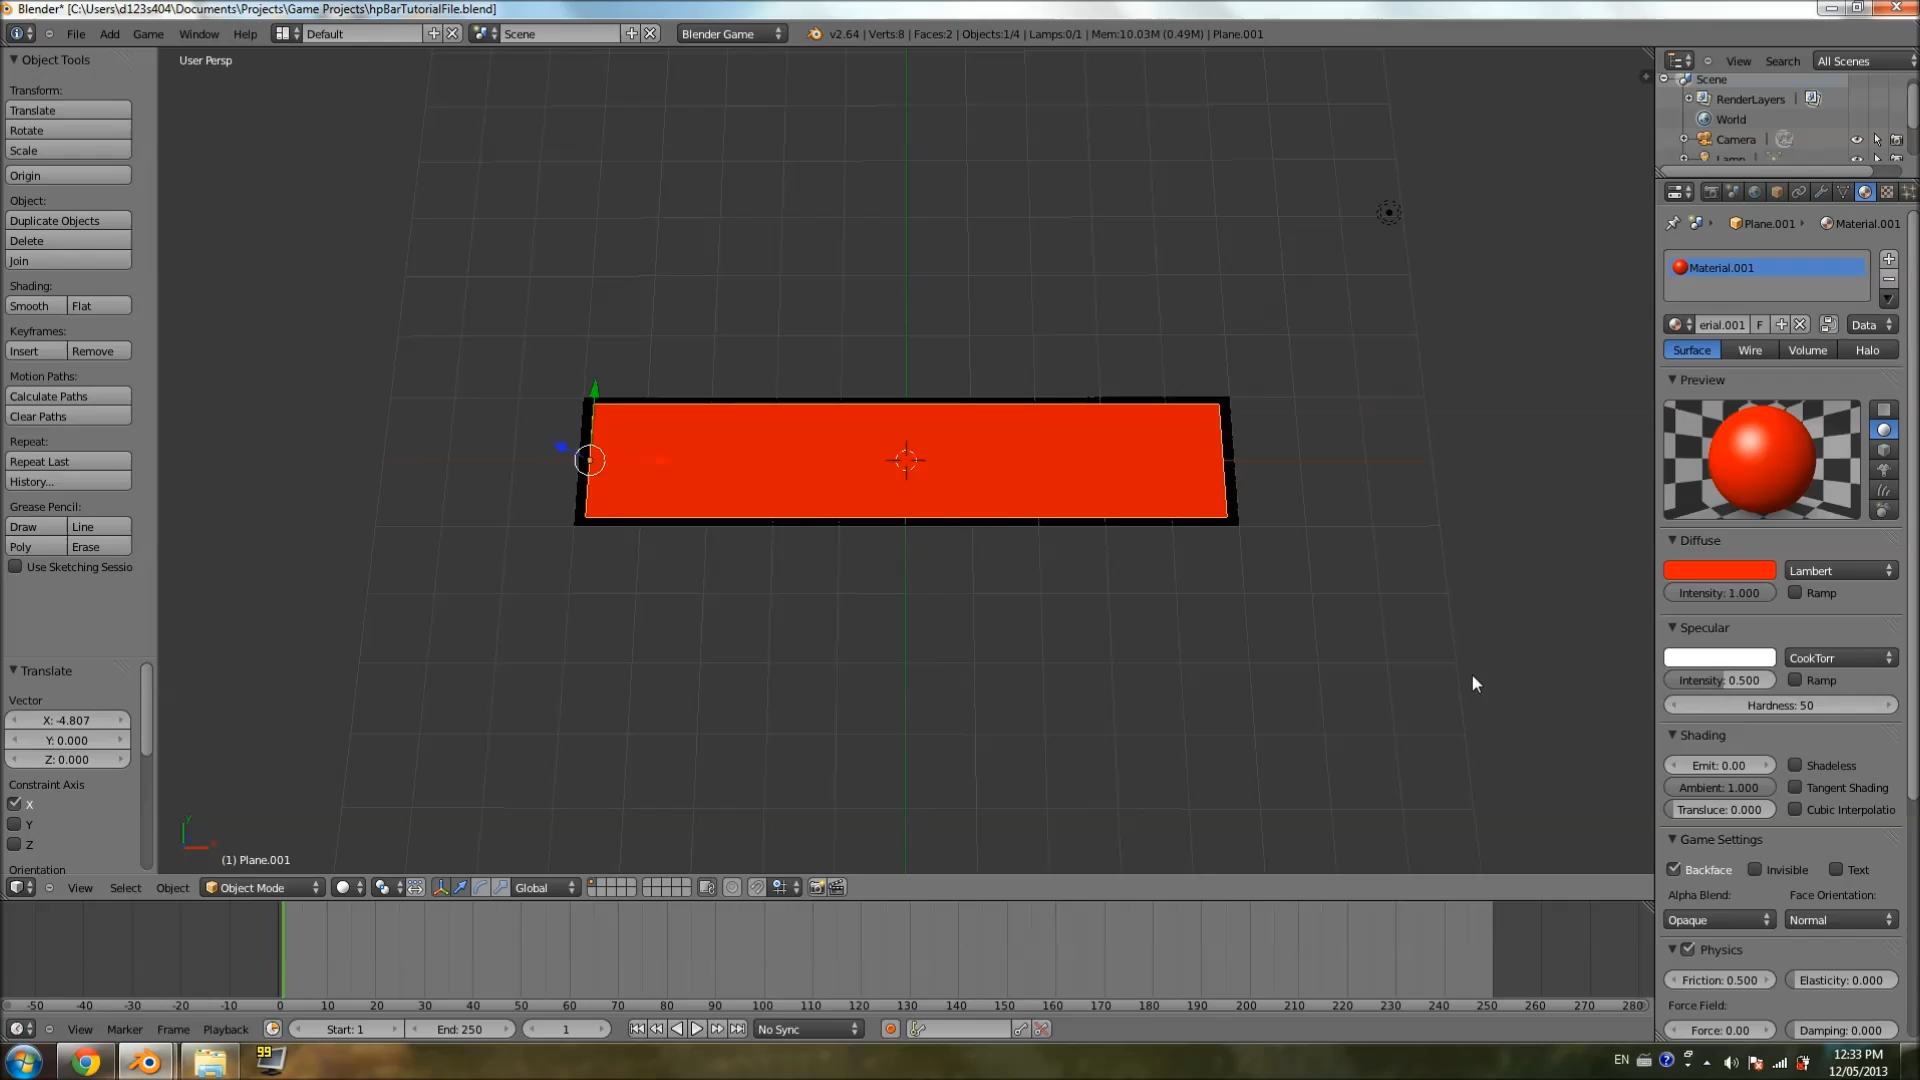 Blender* [C:\Users\d123s404\Documents\Projects\Game Projects\hpBarTutorialFile.blend]
File Add Game Window Help Default Scene Blender Game v2.64 | Verts:8 | Faces:2 | Objects:1/4 | Lamps:0/1 | Mem:10.03M (0.49M) | Plane.001
Object Tools
User Persp
View Search All Scenes
Scene
RenderLayers
World
Camera
Transform:
Translate
Rotate
Scale
Origin
Object:
Duplicate Objects
Delete
Join
Shading:
Smooth Flat
Keyframes:
Insert Remove
Motion Paths:
Calculate Paths
Clear Paths
Repeat:
Repeat Last
History...
Grease Pencil:
Draw Line
Poly Erase
Use Sketching Sessio
Translate
Vector
X: -4.807
Y: 0.000
Z: 0.000
Constraint Axis
X
Y
Z
Orientation
Plane.001 Material.001
Material.001
erial.001 F Data
Surface Wire Volume Halo
Preview
Diffuse
Lambert
Intensity: 1.000 Ramp
Specular
CookTorr
Intensity: 0.500 Ramp
Hardness: 50
Shading
Emit: 0.00 Shadeless
Ambient: 1.000 Tangent Shading
Transluce: 0.000 Cubic Interpolatio
Game Settings
Backface Invisible Text
Alpha Blend: Face Orientation:
Opaque Normal
Physics
Friction: 0.500 Elasticity: 0.000
Force Field:
Force: 0.00 Damping: 0.000
(1) Plane.001
View Select Object Object Mode Global
-50 -40 -30 -20 -10 0 10 20 30 40 50 60 70 80 90 100 110 120 130 140 150 160 170 180 190 200 210 220 230 240 250 260 270 280
View Marker Frame Playback Start: 1 End: 250 1 No Sync
99
EN
12:33 PM
12/05/2013